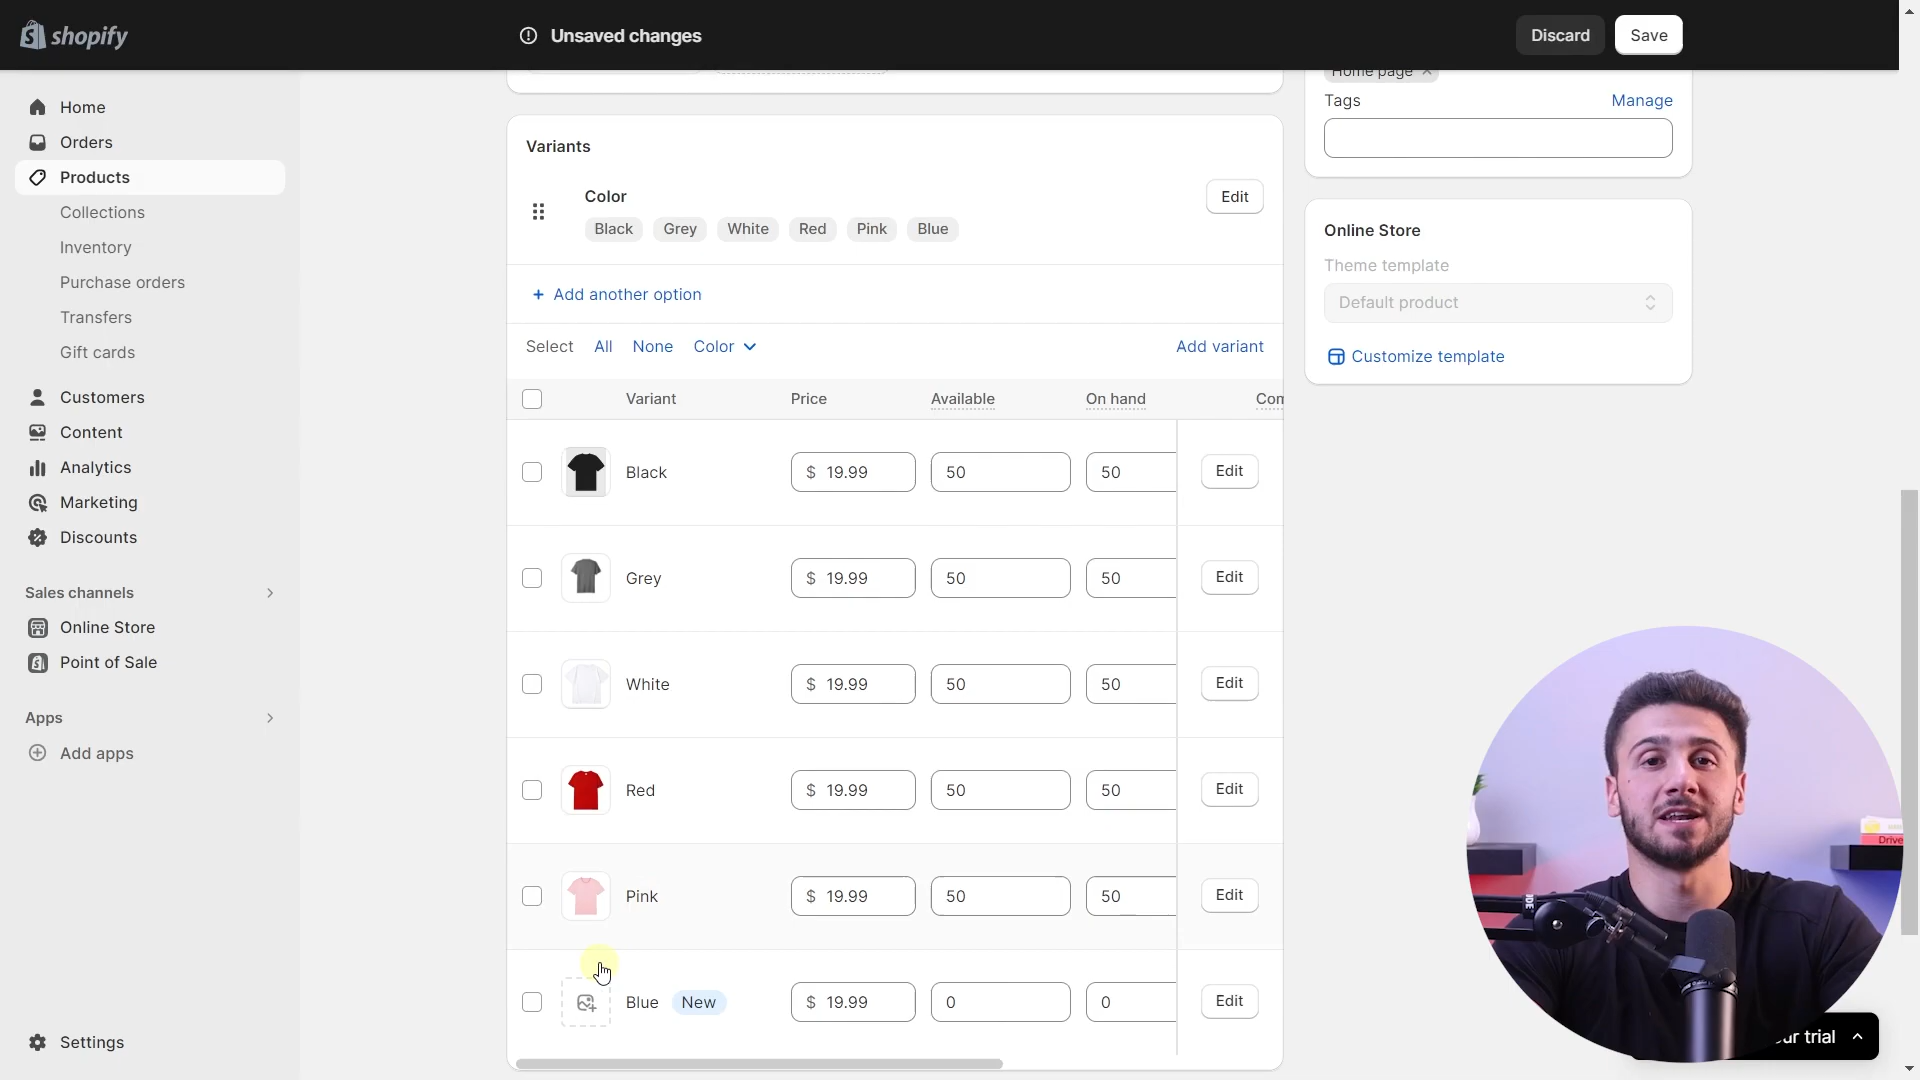 shopify
Unsaved changes
Discard
Save
Home
Orders
Products
Collections
Inventory
Purchase orders
Transfers
Gift cards
Customers
Content
Analytics
Marketing
Discounts
Sales channels
Online Store
Point of Sale
Apps
Add apps
Settings
Variants
Color
Edit
Black Grey White Red Pink Blue
+ Add another option
Select All None Color
Add variant
Variant Price Available On hand Com
Black $ 19.99 50 50 Edit
Grey $ 19.99 50 50 Edit
White $ 19.99 50 50 Edit
Red $ 19.99 50 50 Edit
Pink $ 19.99 50 50 Edit
Blue New $ 19.99 0 0 Edit
Home page
Tags Manage
Online Store
Theme template
Default product
Customize template
Drive
ur trial